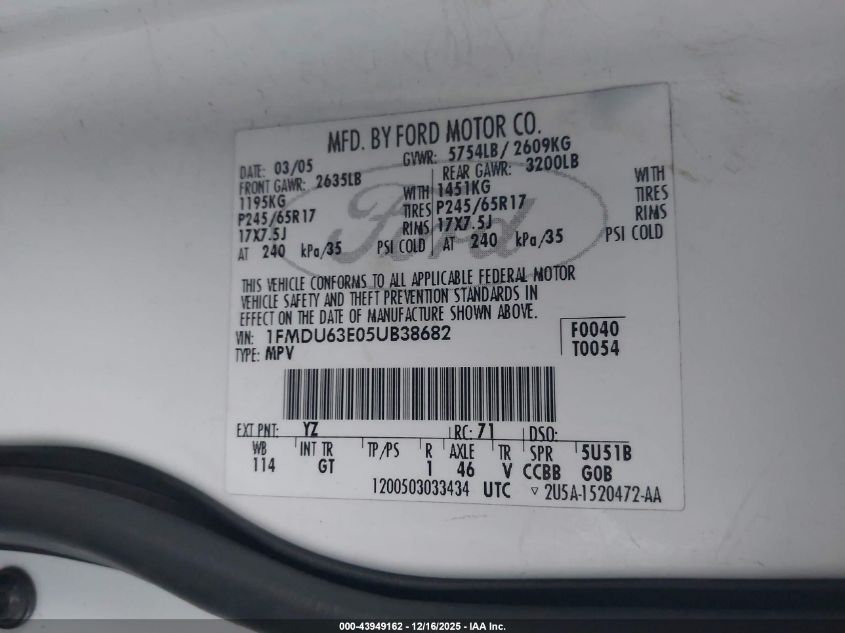 MFD. BY FORD MOTOR CO.
DATE: 03/05 GVWR: 5754LB/ 2609KG
FRONT GAWR: 2635LB REAR GAWR: 3200LB
1195KG WITH 1451KG WITH
P245/65R17 TIRES P245/65R17 TIRES
17X7.5J RIMS 17X7.5J RIMS
AT 240 kPa/35 PSI COLD AT 240 kPa/35 PSI COLD
Ford
THIS VEHICLE CONFORMS TO ALL APPLICABLE FEDERAL MOTOR
VEHICLE SAFETY AND THEFT PREVENTION STANDARDS IN
EFFECT ON THE DATE OF MANUFACTURE SHOWN ABOVE.
VIN: 1FMDU63E05UB38682 F0040
TYPE: MPV T0054
EXT PNT: YZ RC: 71 DSO:
WB INT TR TP/PS R AXLE TR SPR 5U51B
114 GT 1 46 V CCBB GOB
1200503033434 UTC ▽ 2U5A-1520472-AA
000-43949162 - 12/16/2025 - IAA Inc.